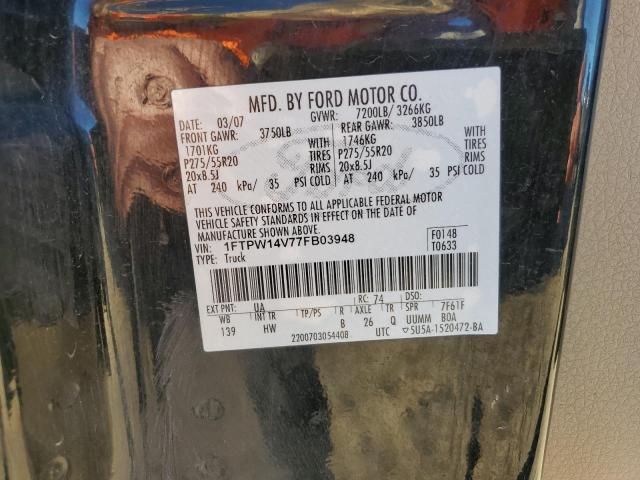 MFD. BY FORD MOTOR CO.
DATE: 03/07 GVWR: 7200LB/ 3266KG
FRONT GAWR: 3750LB REAR GAWR: 3850LB
1701KG WITH 1746KG WITH
P275/55R20 TIRES P275/55R20 TIRES
20x8.5J RIMS 20x8.5J RIMS
AT 240 kPa/ 35 PSI COLD AT 240 kPa/ 35 PSI COLD
THIS VEHICLE CONFORMS TO ALL APPLICABLE FEDERAL MOTOR
VEHICLE SAFETY STANDARDS IN EFFECT ON THE DATE OF
MANUFACTURE SHOWN ABOVE.
VIN: 1FTPW14V77FB03948 F0148
TYPE: Truck T0633
EXT PNT: UA RC: 74 DSO:
WB INT TR TP/PS R AXLE TR SPR 7F61F
139 HW B 26 Q UUMM BOA
2200703054408 UTC 5U5A-1520472-BA
Ford